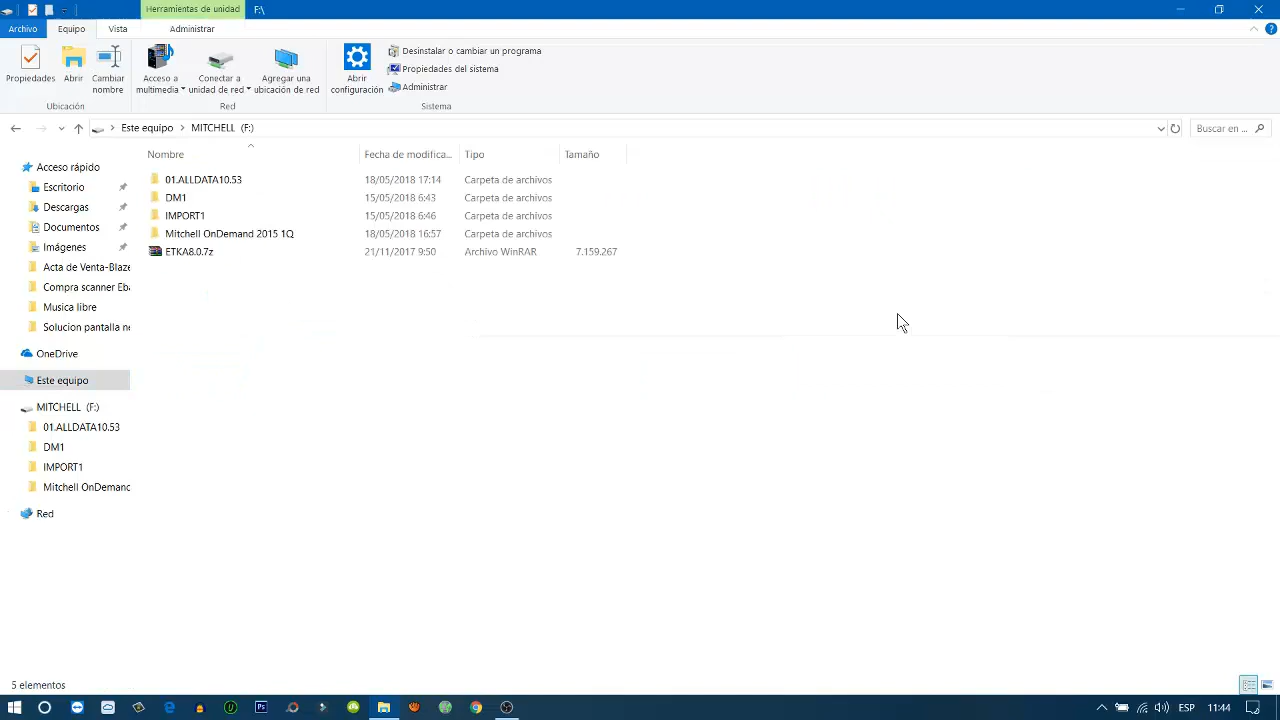 Herramientas de unidad F:\
Archivo Equipo Vista Administrar
Propiedades Abrir Cambiar nombre
Acceso a multimedia Conectar a unidad de red Agregar una ubicación de red
Abrir configuración
Desinstalar o cambiar un programa
Propiedades del sistema
Administrar
Ubicación Red Sistema
Este equipo MITCHELL (F:) Buscar en ...
Nombre Fecha de modifica... Tipo Tamaño
01.ALLDATA10.53 18/05/2018 17:14 Carpeta de archivos
DM1 15/05/2018 6:43 Carpeta de archivos
IMPORT1 15/05/2018 6:46 Carpeta de archivos
Mitchell OnDemand 2015 1Q 18/05/2018 16:57 Carpeta de archivos
ETKA8.0.7z 21/11/2017 9:50 Archivo WinRAR 7.159.267
Acceso rápido
Escritorio
Descargas
Documentos
Imágenes
Acta de Venta-Blaze
Compra scanner Eba
Musica libre
Solucion pantalla ne
OneDrive
Este equipo
MITCHELL (F:)
01.ALLDATA10.53
DM1
IMPORT1
Mitchell OnDemand
Red
5 elementos
ESP 11:44